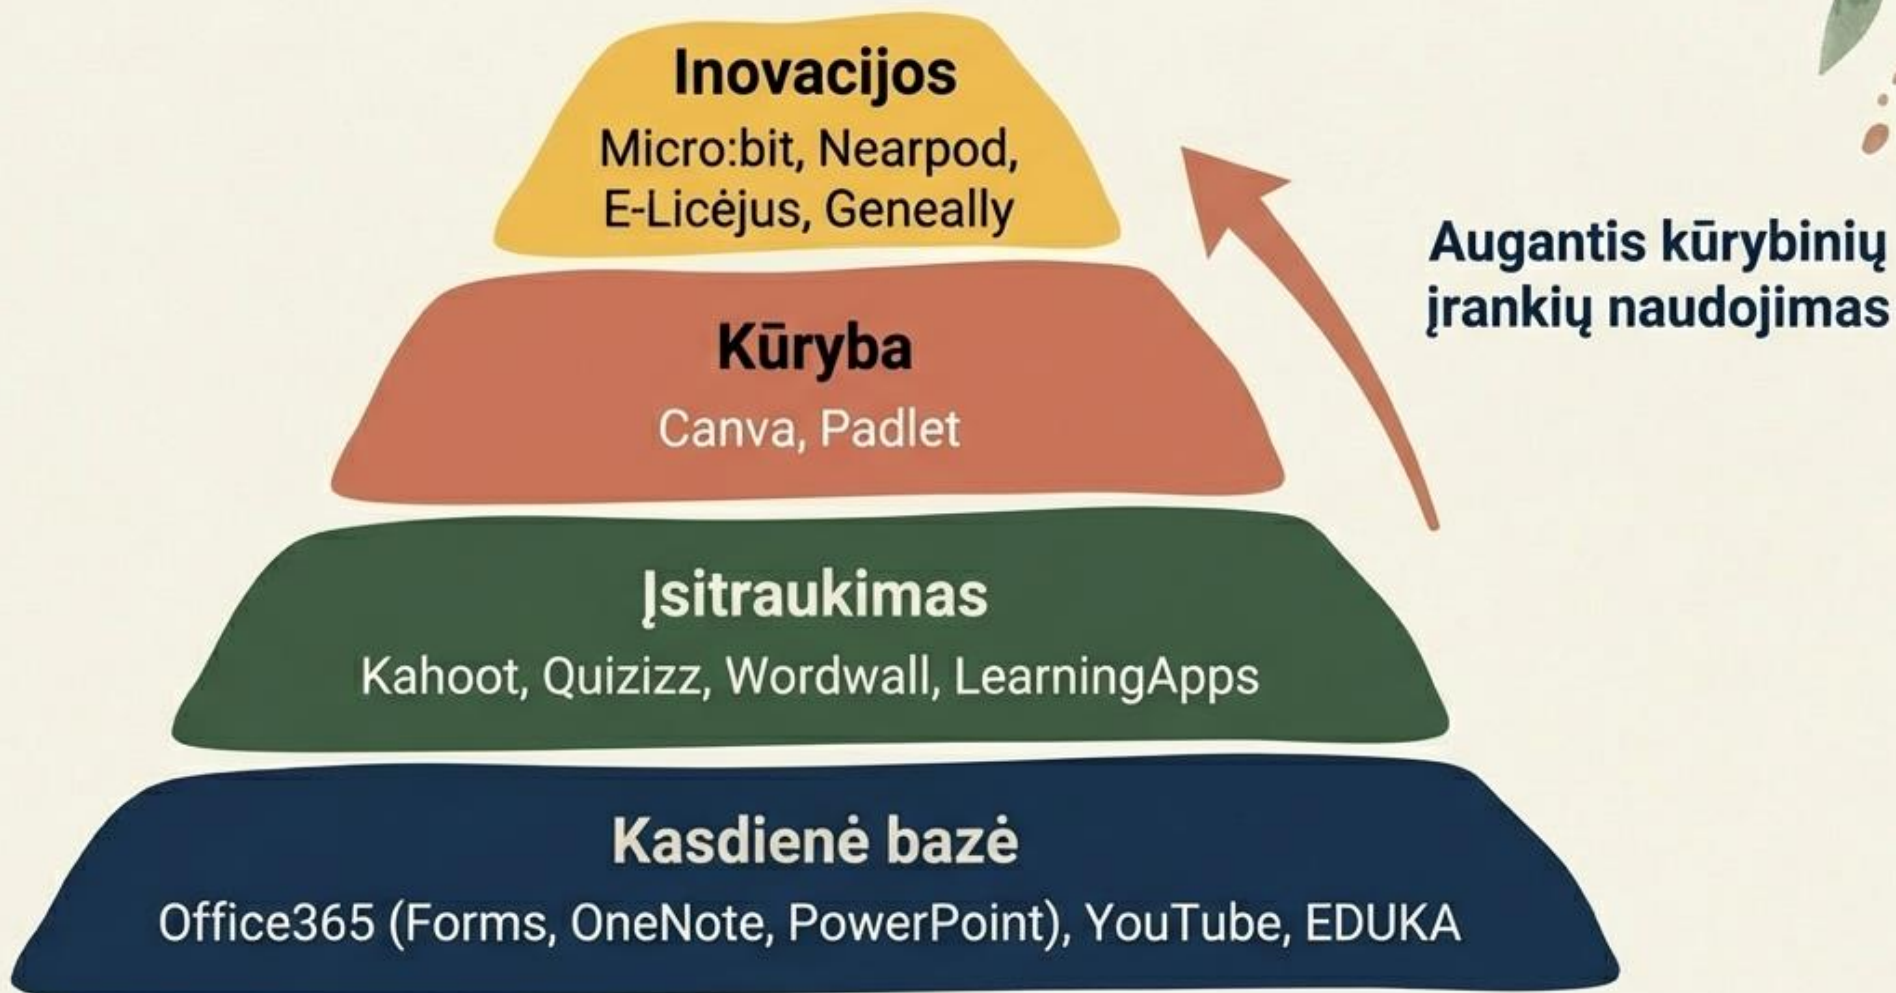 Inovacijos
Micro:bit, Nearpod,
E-Licėjus, Geneally
Augantis kūrybinių
įrankių naudojimas
Kūryba
Canva, Padlet
Įsitraukimas
Kahoot, Quizizz, Wordwall, LearningApps
Kasdienė bazė
Office365 (Forms, OneNote, PowerPoint), YouTube, EDUKA